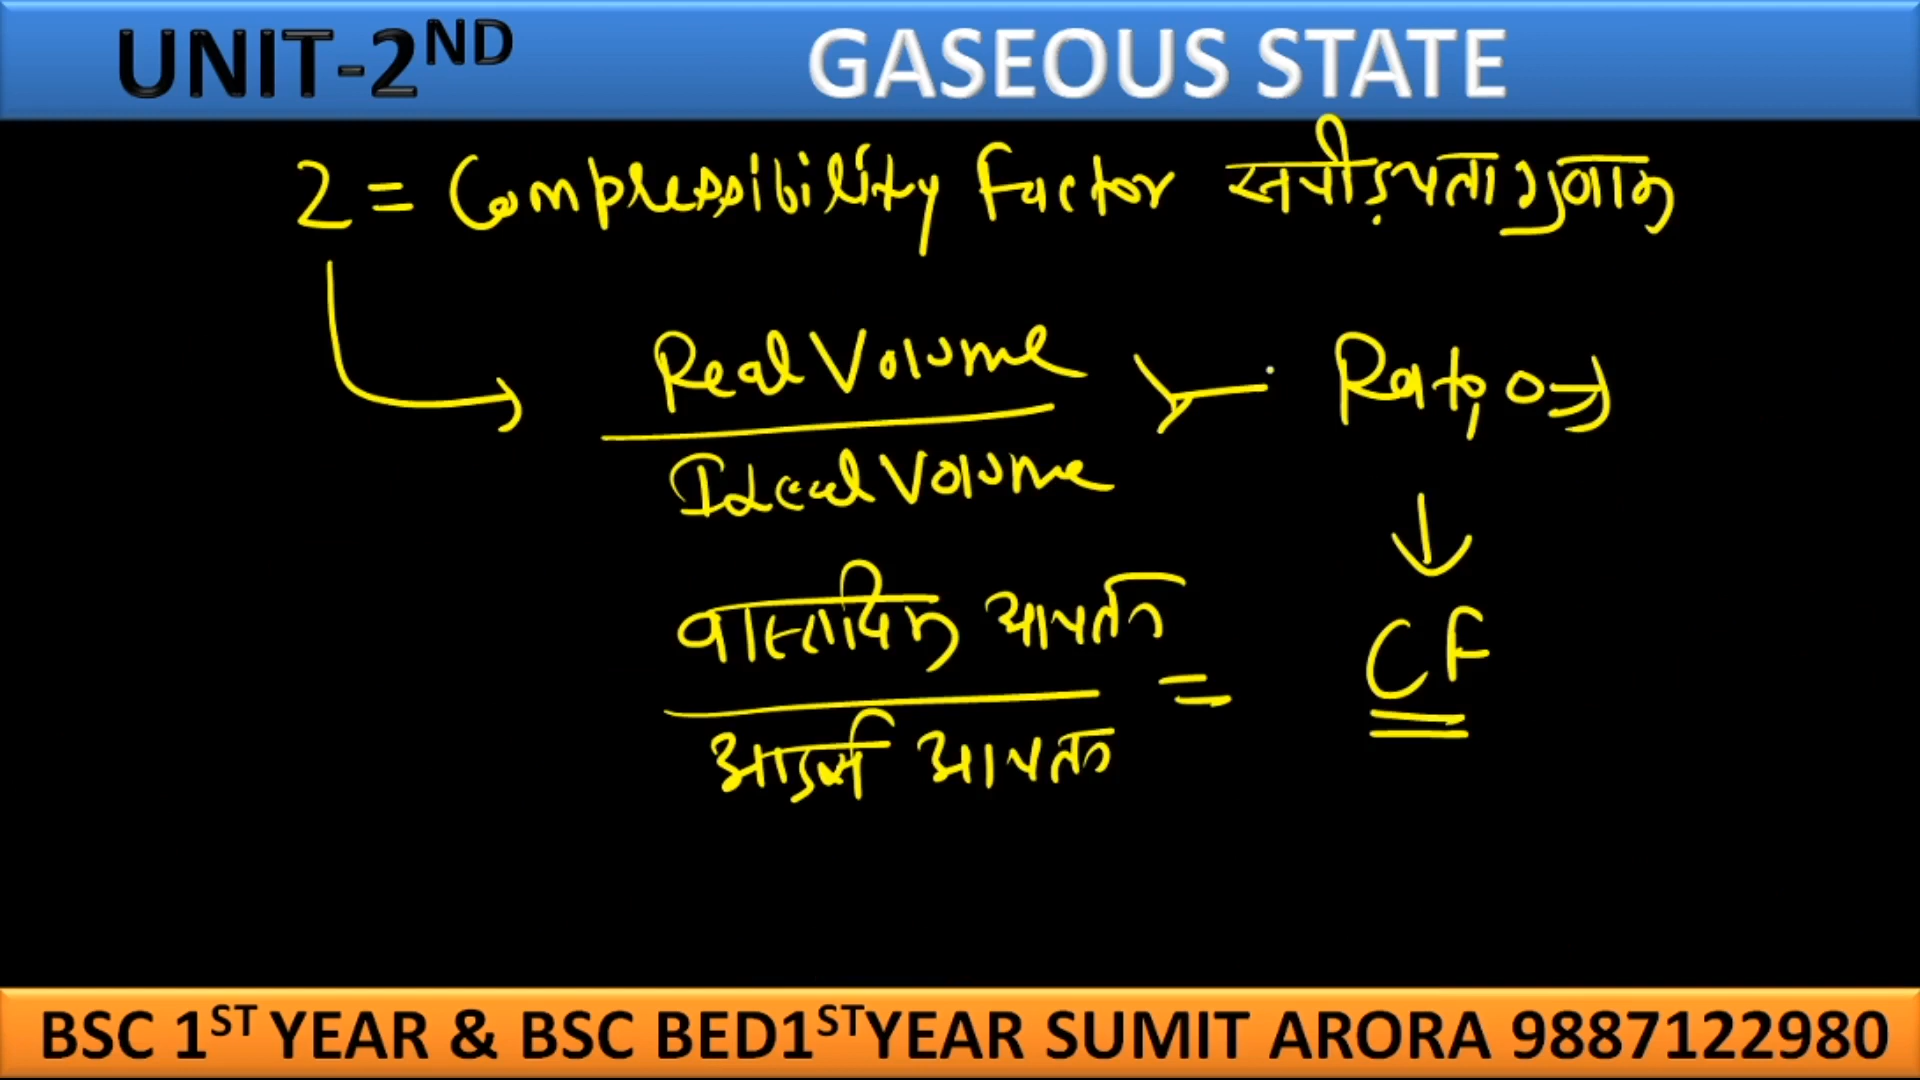 UNIT-2ND GASEOUS STATE
Z = Compressibility Factor संपीड्यता गुणांक
Real Volume
Ratio
Ideal Volume
वास्तविक आयतन
=
CF
आदर्श आयतन
BSC 1ST YEAR & BSC BED1STYEAR SUMIT ARORA 9887122980